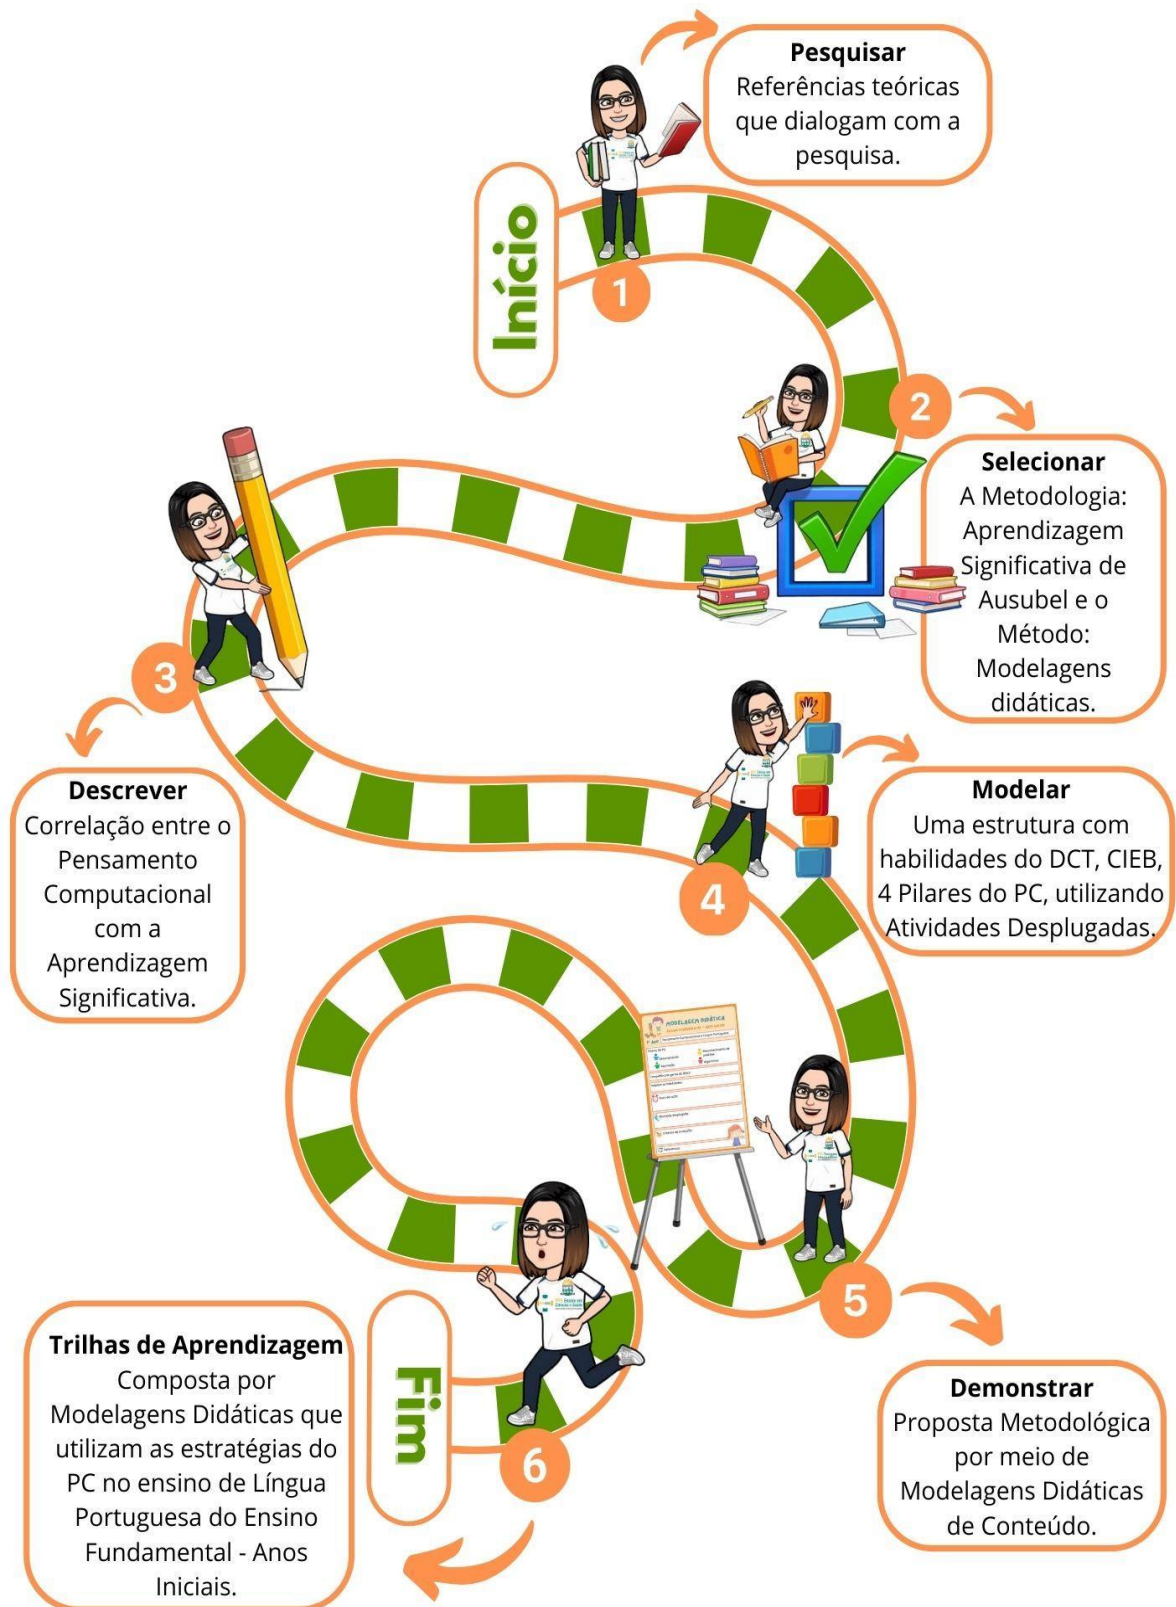 Pesquisar
Referências teóricas
que dialogam com a
pesquisa.
Início
1
2
Selecionar
A Metodologia:
Aprendizagem
Significativa de
Ausubel e o
Método:
Modelagens
didáticas.
3
Descrever
Correlação entre o
Pensamento
Computacional
com a
Aprendizagem
Significativa.
4
Modelar
Uma estrutura com
habilidades do DCT, CIEB,
4 Pilares do PC, utilizando
Atividades Desplugadas.
MODELAGEM DIDÁTICA
5
Demonstrar
Proposta Metodológica
por meio de
Modelagens Didáticas
de Conteúdo.
6
Fim
Trilhas de Aprendizagem
Composta por
Modelagens Didáticas que
utilizam as estratégias do
PC no ensino de Língua
Portuguesa do Ensino
Fundamental - Anos
Iniciais.